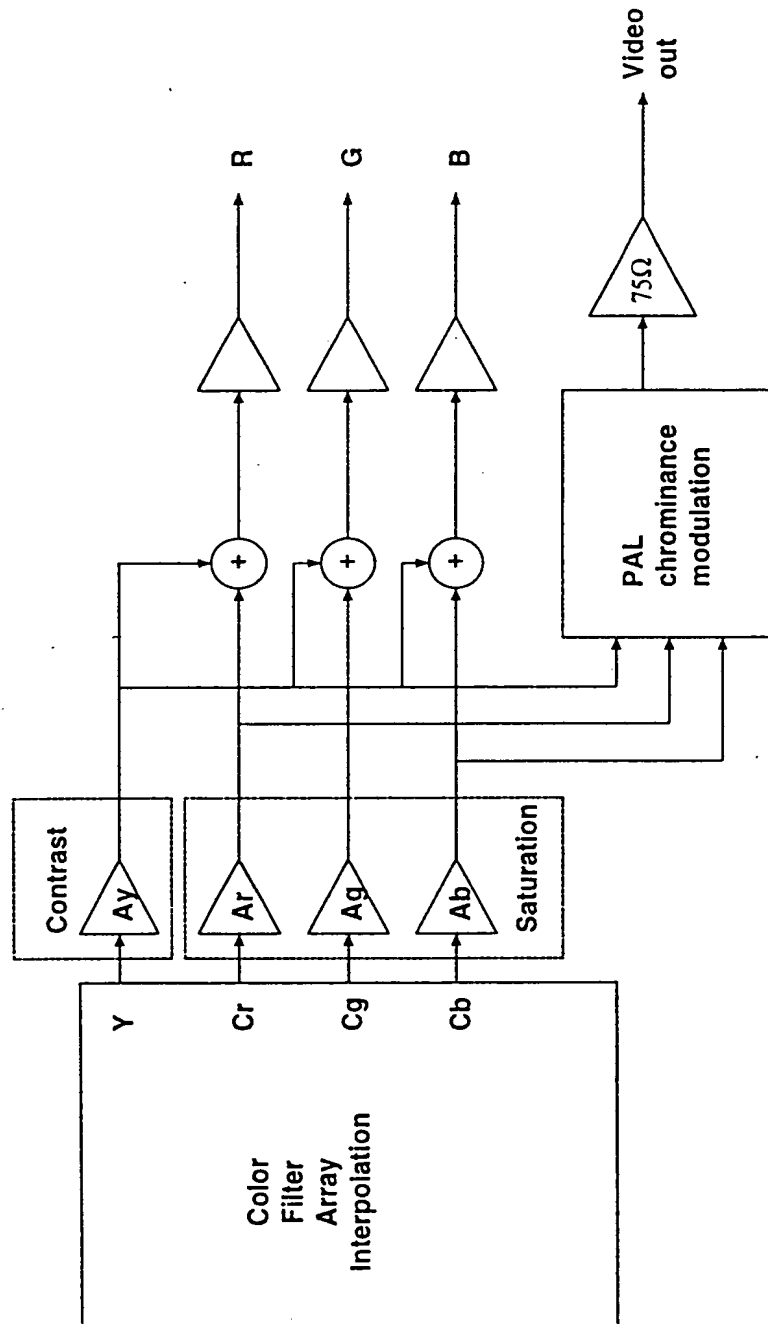 Color
Filter
Array
Interpolation
Y
Cr
Cg
Cb
Contrast
Ay
Ar
Ag
Ab
Saturation
+
+
+
R
G
B
PAL
chrominance
modulation
75Ω
Video
out